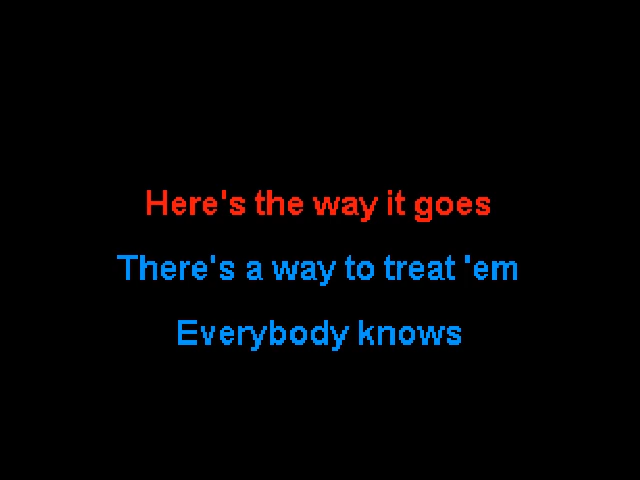 Here's the way it goes
There's a way to treat 'em
Everybody knows